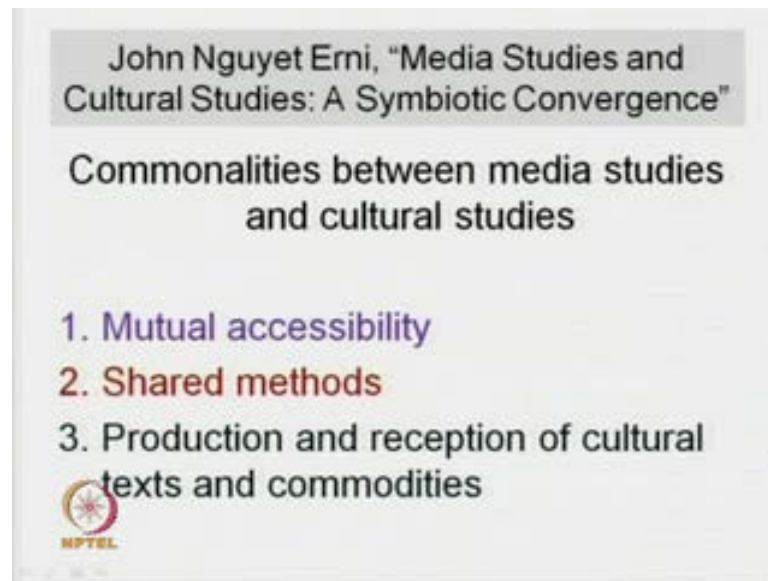 John Nguyet Erni, “Media Studies and
Cultural Studies: A Symbiotic Convergence”
Commonalities between media studies
and cultural studies
1. Mutual accessibility
2. Shared methods
3. Production and reception of cultural
texts and commodities
NPTEL